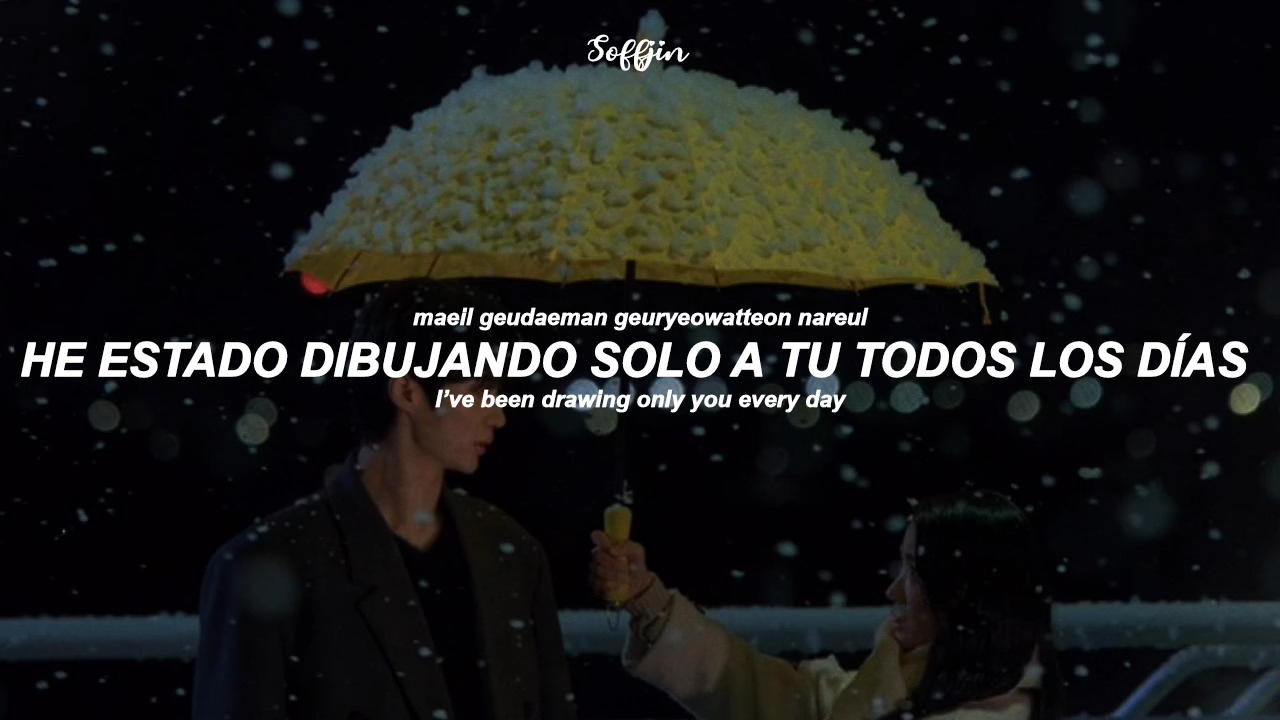 Soffjin
maeil geudaeman geuryeowatteon nareul
HE ESTADO DIBUJANDO SOLO A TU TODOS LOS DÍAS
I've been drawing only you every day